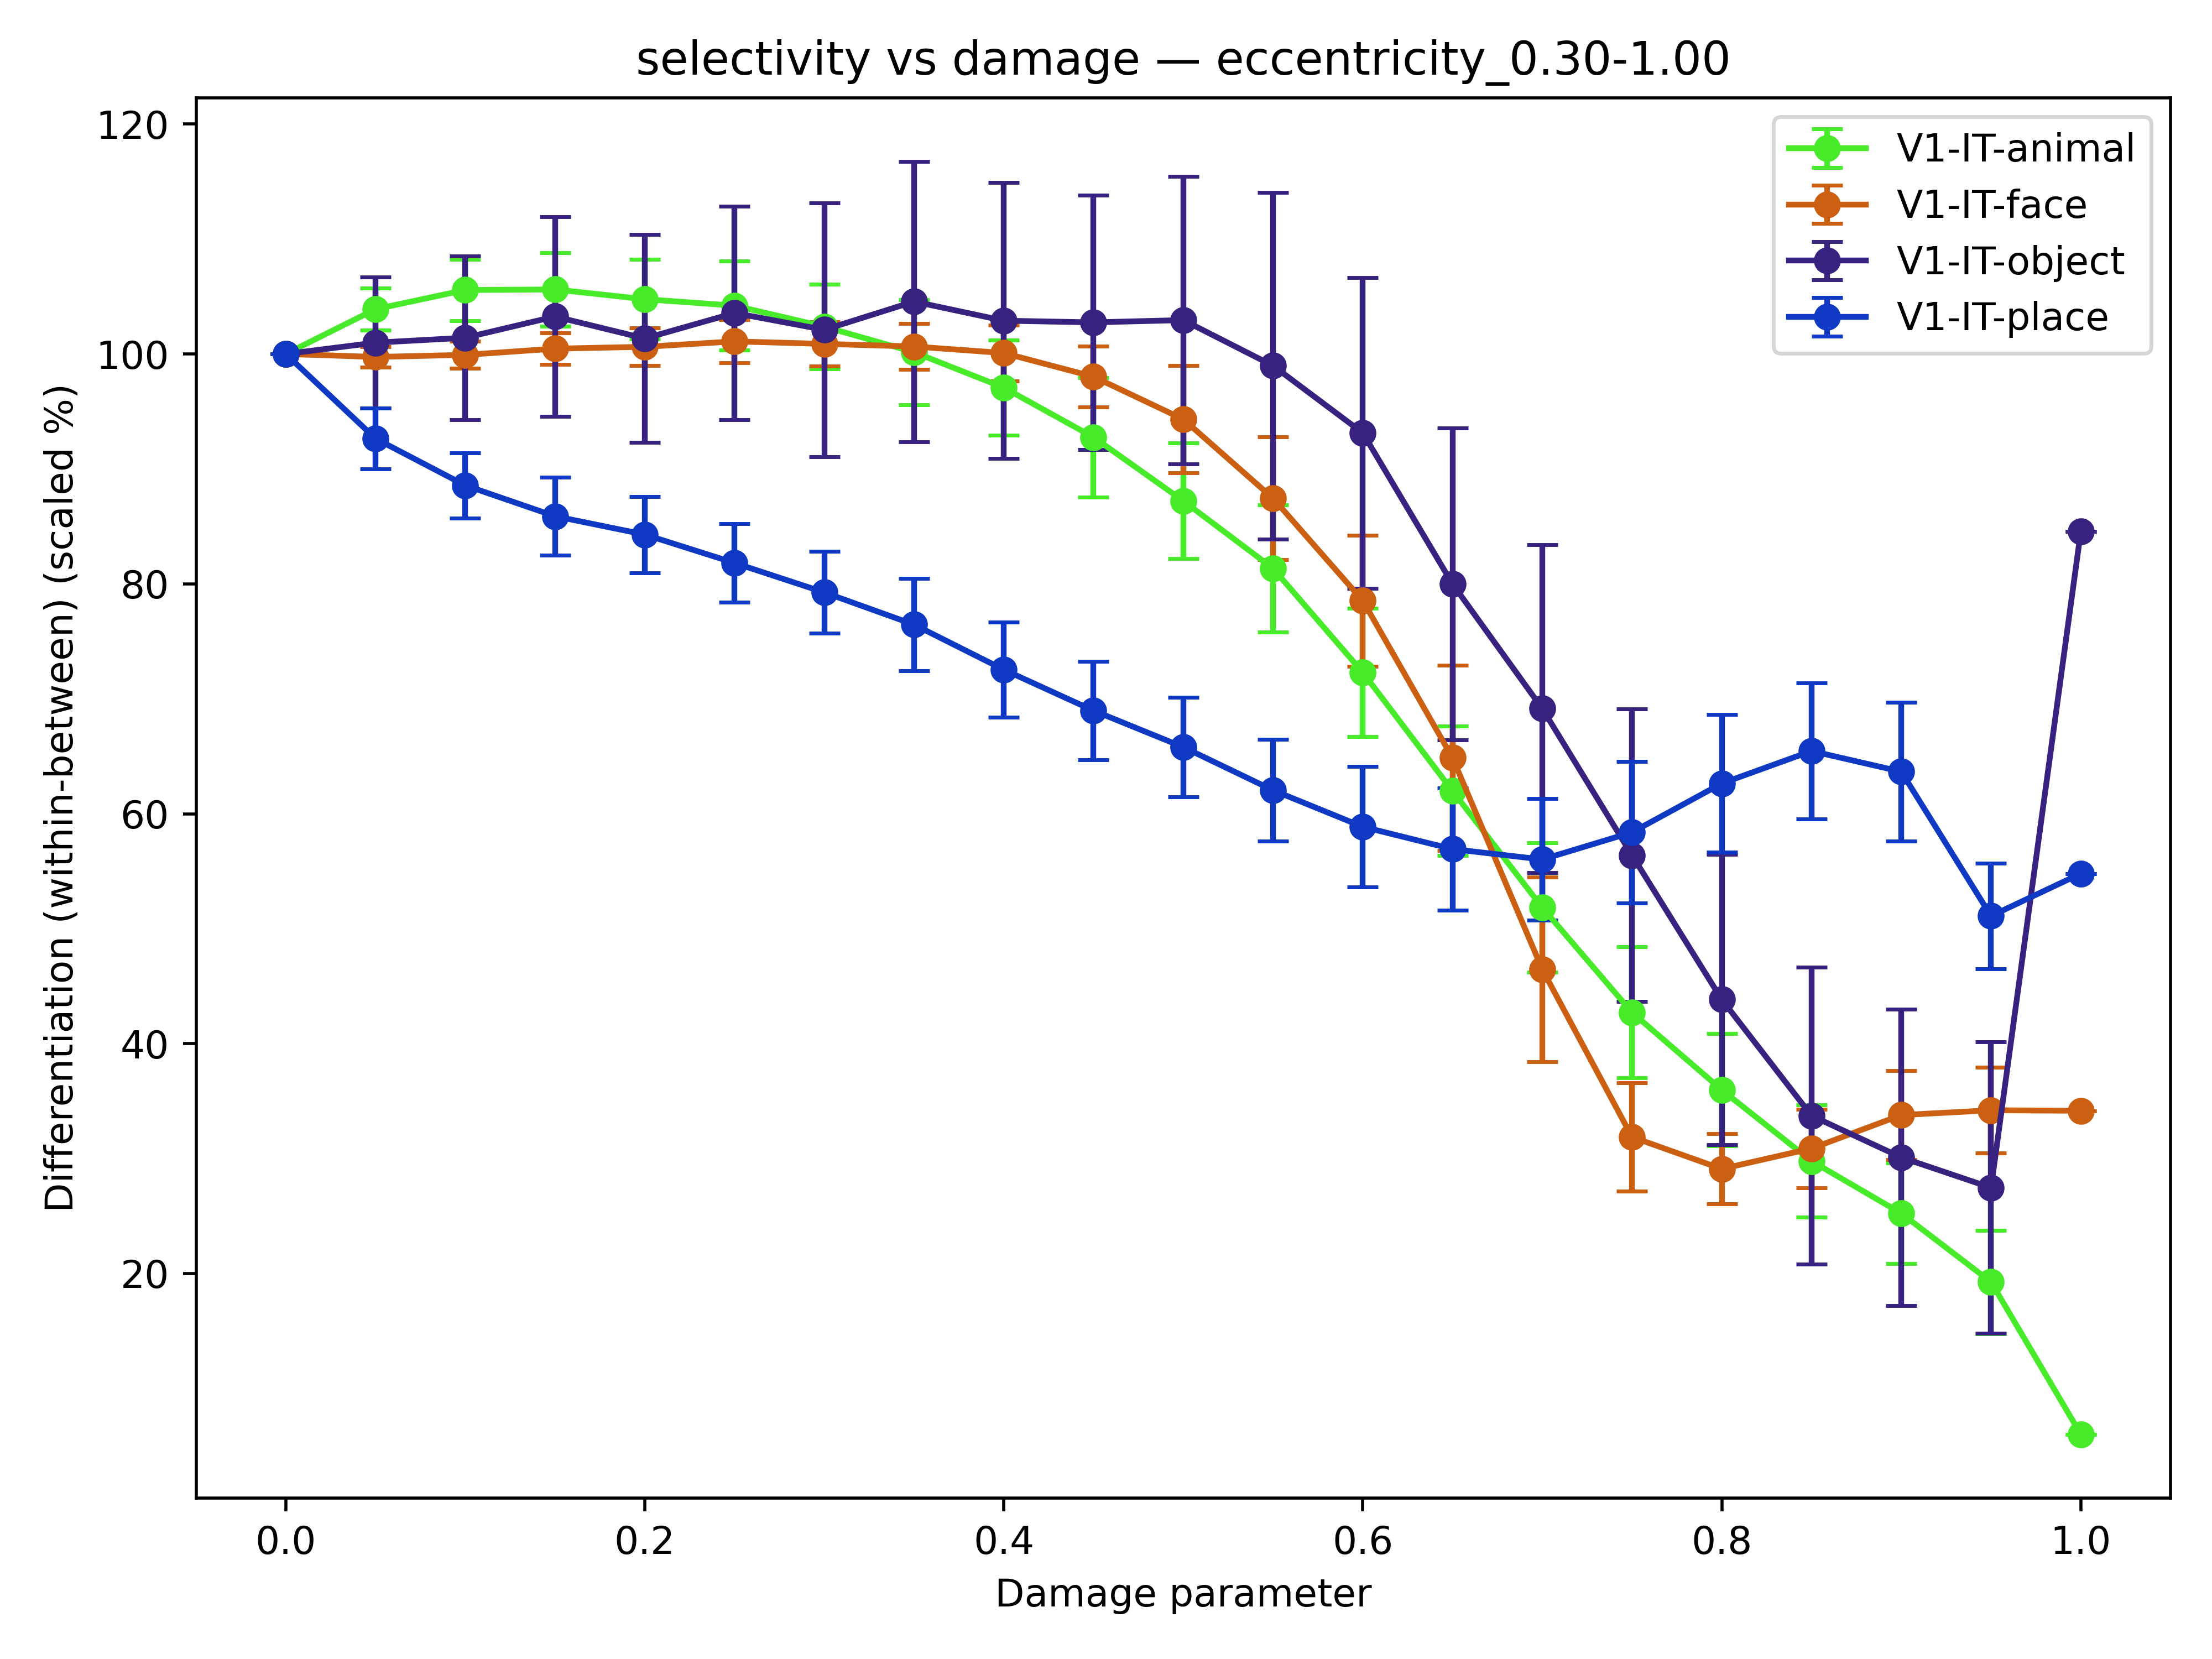 selectivity vs damage — eccentricity_0.30-1.00
V1-IT-animal
V1-IT-face
V1-IT-object
V1-IT-place
Differentiation (within-between) (scaled %)
120
100
80
60
40
20
0.0 0.2 0.4 0.6 0.8 1.0
Damage parameter